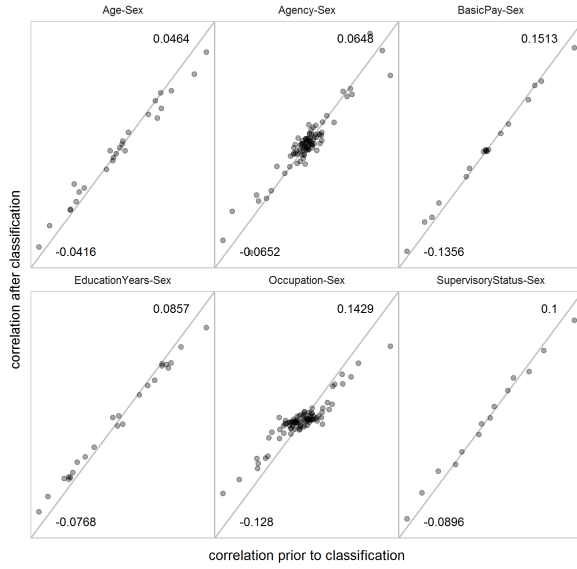 Age-Sex
Agency-Sex
BasicPay-Sex
0.0464
0.0648
0.1513
-0.0416
-0.0652
-0.1356
EducationYears-Sex
Occupation-Sex
SupervisoryStatus-Sex
0.0857
0.1429
0.1
-0.0768
-0.128
-0.0896
correlation after classification
correlation prior to classification